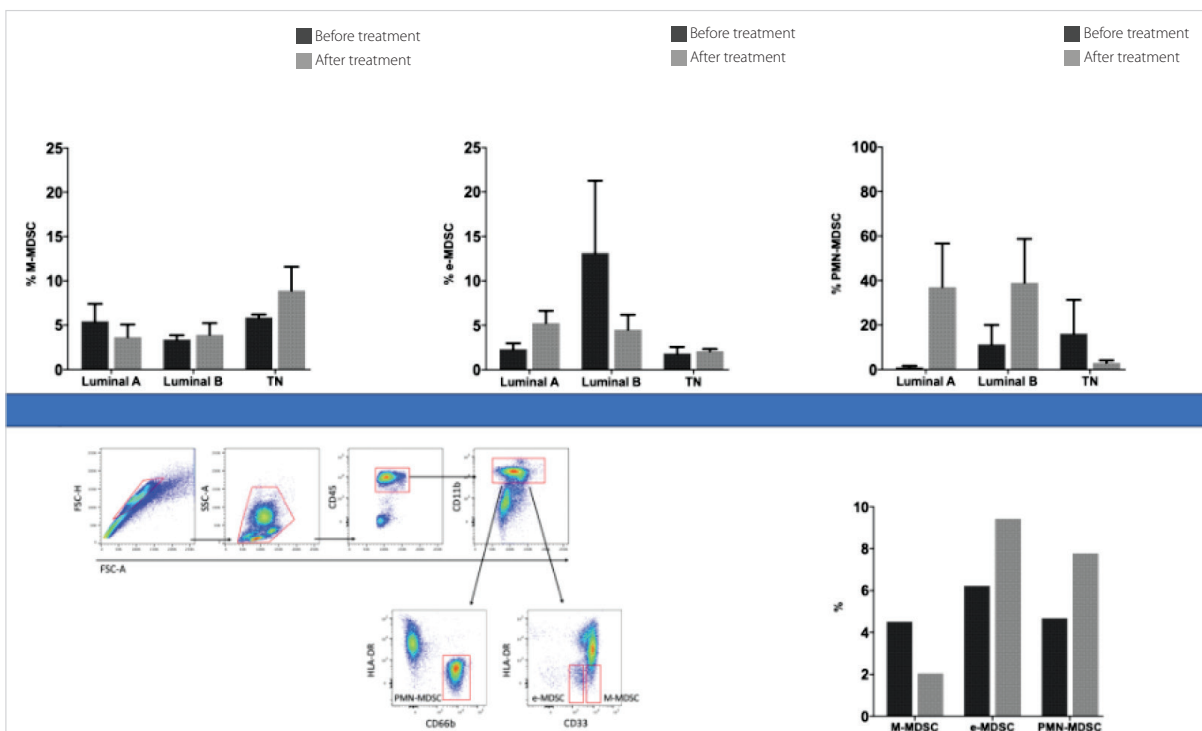 Before treatment
After treatment
Before treatment
After treatment
Before treatment
After treatment
% M-MDSC
25
20
15
10
5
0
Luminal A Luminal B TN
% e-MDSC
25
20
15
10
5
0
Luminal A Luminal B TN
% PMN-MDSC
100
80
60
40
20
0
Luminal A Luminal B TN
FSC-H
SSC-A
CD45
CD11b
FSC-A
HLA-DR
PMN-MDSC
CD66b
HLA-DR
e-MDSC
M-MDSC
CD33
%
10
8
6
4
2
0
M-MDSC e-MDSC PMN-MDSC